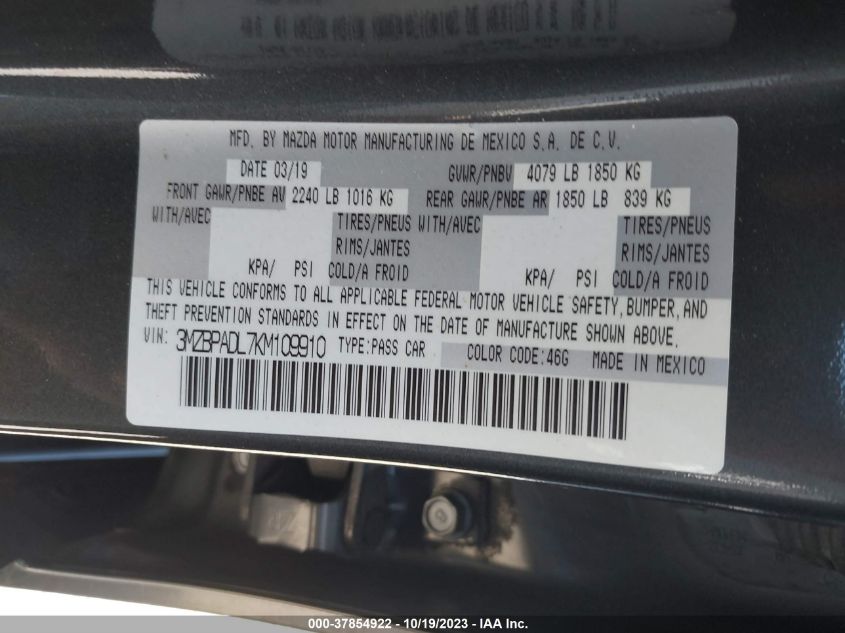 MFD. BY MAZDA MOTOR MANUFACTURING DE MEXICO S.A. DE C.V.
DATE 03/19 GVWR/PNBV 4079 LB 1850 KG
FRONT GAWR/PNBE AV 2240 LB 1016 KG REAR GAWR/PNBE AR 1850 LB 839 KG
WITH/AVEC TIRES/PNEUS WITH/AVEC TIRES/PNEUS
RIMS/JANTES RIMS/JANTES
KPA/ PSI COLD/A FROID KPA/ PSI COLD/A FROID
THIS VEHICLE CONFORMS TO ALL APPLICABLE FEDERAL MOTOR VEHICLE SAFETY, BUMPER, AND
THEFT PREVENTION STANDARDS IN EFFECT ON THE DATE OF MANUFACTURE SHOWN ABOVE.
VIN: 3MZBPADL7KM109910 TYPE:PASS CAR COLOR CODE:46G MADE IN MEXICO
000-37854922 - 10/19/2023 - IAA Inc.